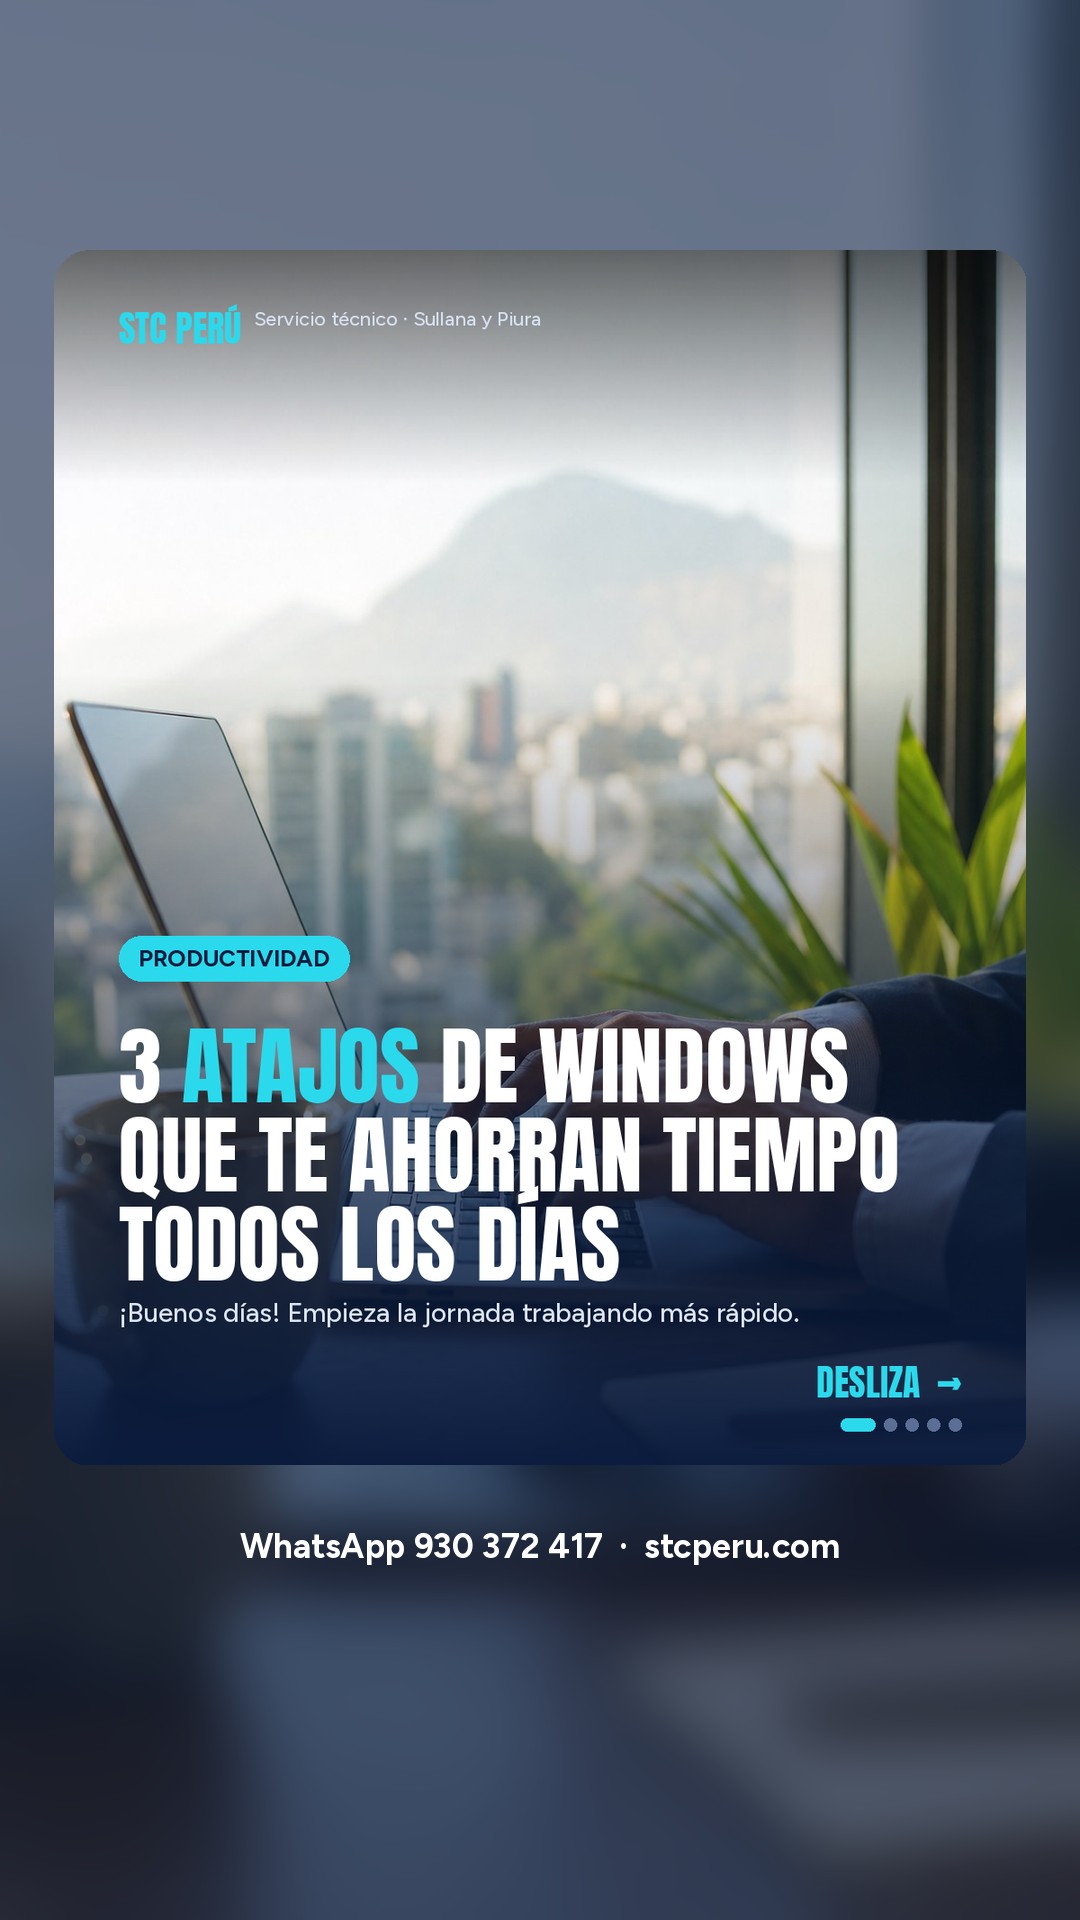 STC PERÚ Servicio técnico · Sullana y Piura
PRODUCTIVIDAD
3 ATAJOS DE WINDOWS
QUE TE AHORRAN TIEMPO
TODOS LOS DÍAS
¡Buenos días! Empieza la jornada trabajando más rápido.
DESLIZA →
WhatsApp 930 372 417 · stcperu.com